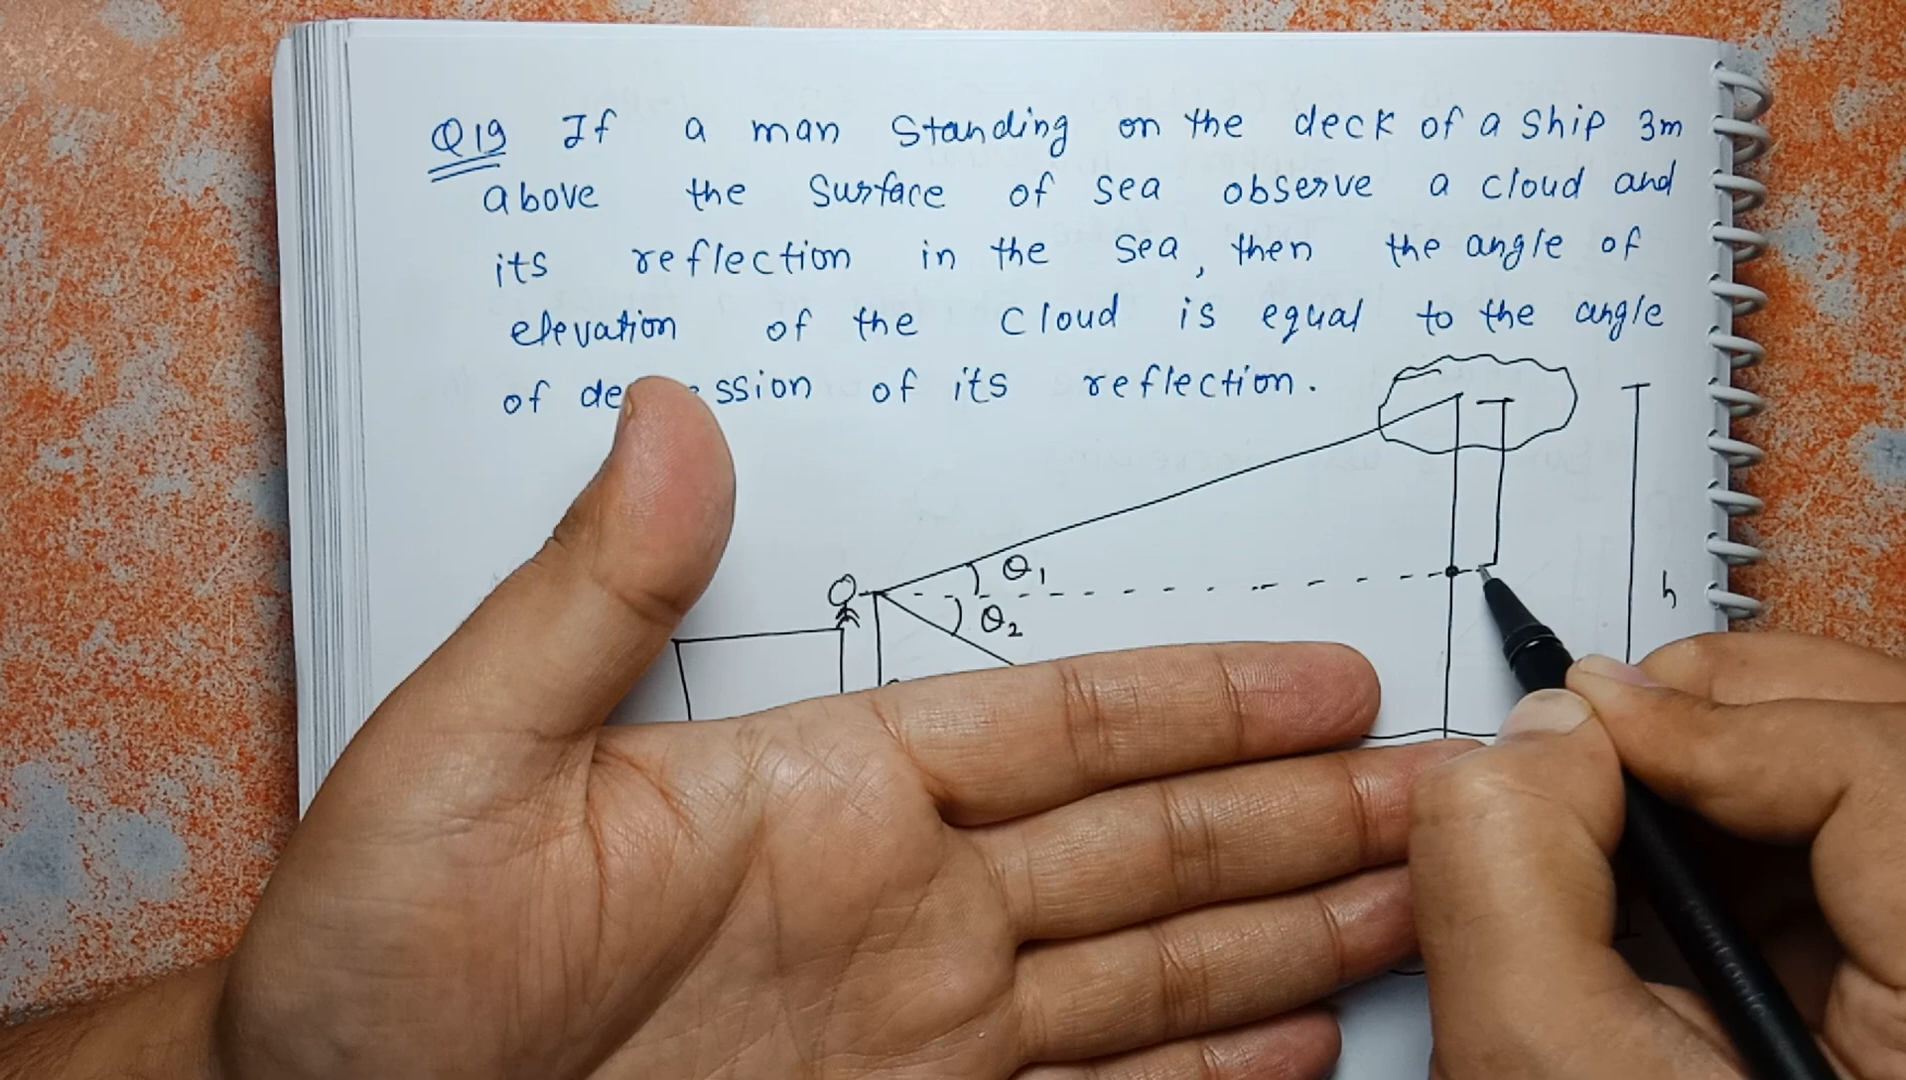 Q19 If a man standing on the deck of a ship 3m
above the surface of sea observe a cloud and
its reflection in the sea, then the angle of
elevation of the cloud is equal to the angle
of ission of its reflection.
θ1
θ2
h